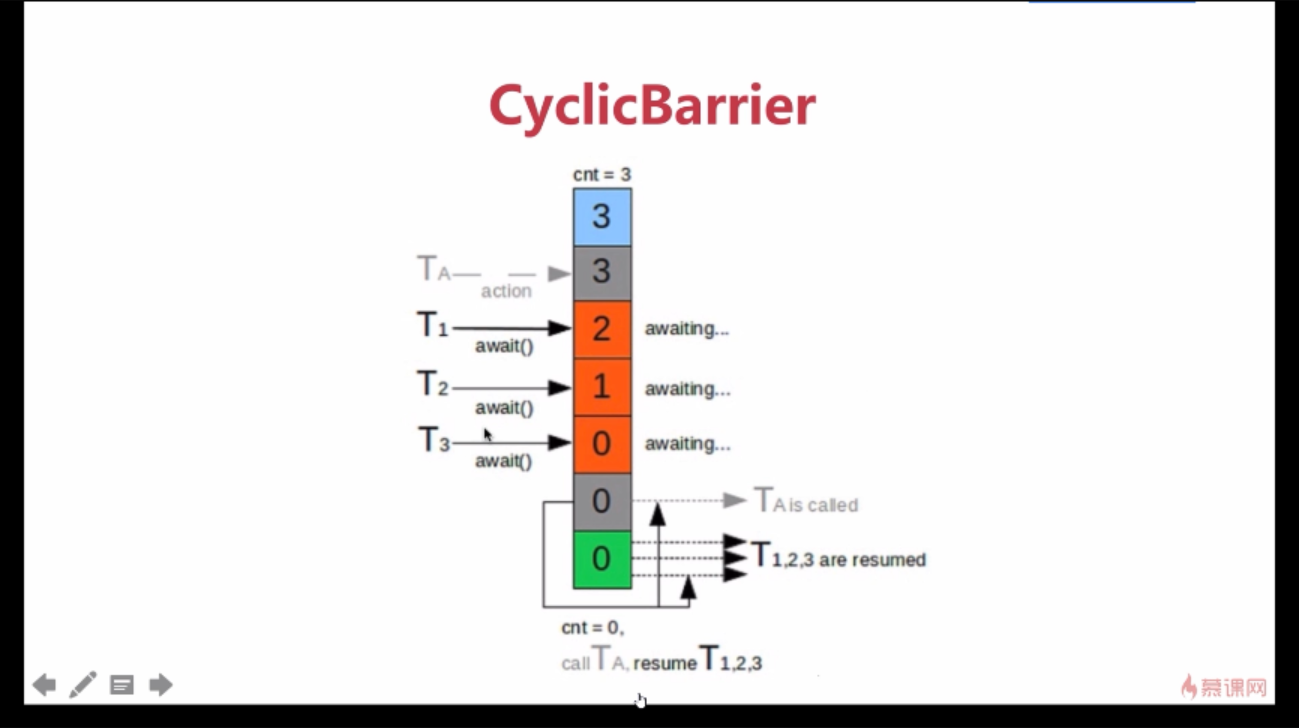 CyclicBarrier
cnt = 3
3
TA
action
3
T1
await()
2
awaiting...
T2
await()
1
awaiting...
T3
await()
0
awaiting...
0
TA is called
0
T1,2,3 are resumed
cnt = 0,
call TA, resume T1,2,3
慕课网